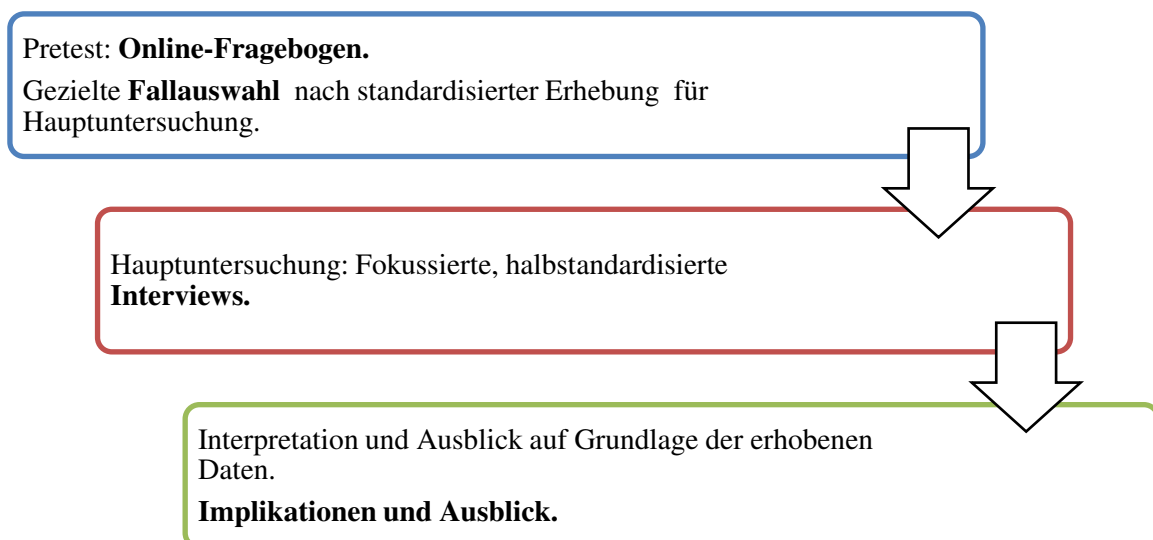 Pretest: Online-Fragebogen.
Gezielte Fallauswahl nach standardisierter Erhebung für
Hauptuntersuchung.
Hauptuntersuchung: Fokussierte, halbstandardisierte
Interviews.
Interpretation und Ausblick auf Grundlage der erhobenen
Daten.
Implikationen und Ausblick.